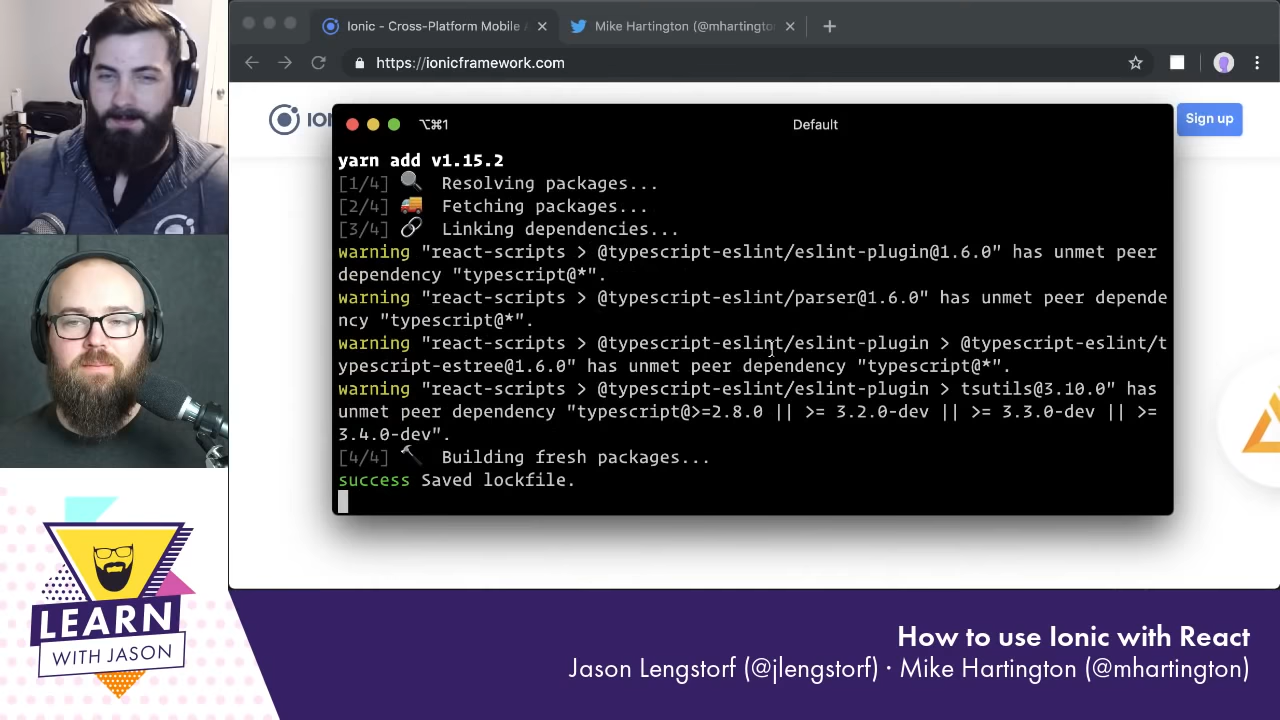 Ionic - Cross-Platform Mobile A
Mike Hartington (@mhartingto
https://ionicframework.com
IO
Sign up
⌥⌘1
Default
yarn add v1.15.2
[1/4] 🔍 Resolving packages...
[2/4] 🚚 Fetching packages...
[3/4] 🔗 Linking dependencies...
warning "react-scripts > @typescript-eslint/eslint-plugin@1.6.0" has unmet peer
dependency "typescript@*".
warning "react-scripts > @typescript-eslint/parser@1.6.0" has unmet peer depende
ncy "typescript@*".
warning "react-scripts > @typescript-eslint/eslint-plugin > @typescript-eslint/t
ypescript-estree@1.6.0" has unmet peer dependency "typescript@*".
warning "react-scripts > @typescript-eslint/eslint-plugin > tsutils@3.10.0" has
unmet peer dependency "typescript@>=2.8.0 || >= 3.2.0-dev || >= 3.3.0-dev || >=
3.4.0-dev".
[4/4] 🔨 Building fresh packages...
success Saved lockfile.
LEARN
WITH JASON
How to use Ionic with React
Jason Lengstorf (@jlengstorf) · Mike Hartington (@mhartington)